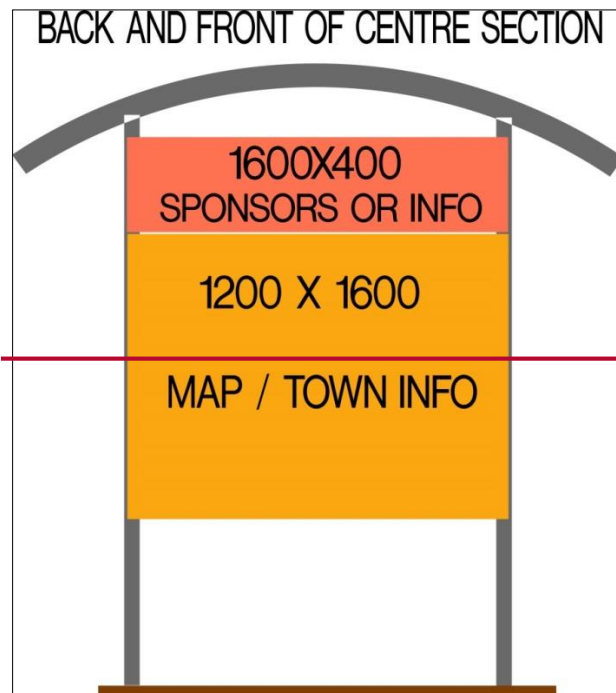 BACK AND FRONT OF CENTRE SECTION
1600X400
SPONSORS OR INFO
1200 X 1600
MAP / TOWN INFO